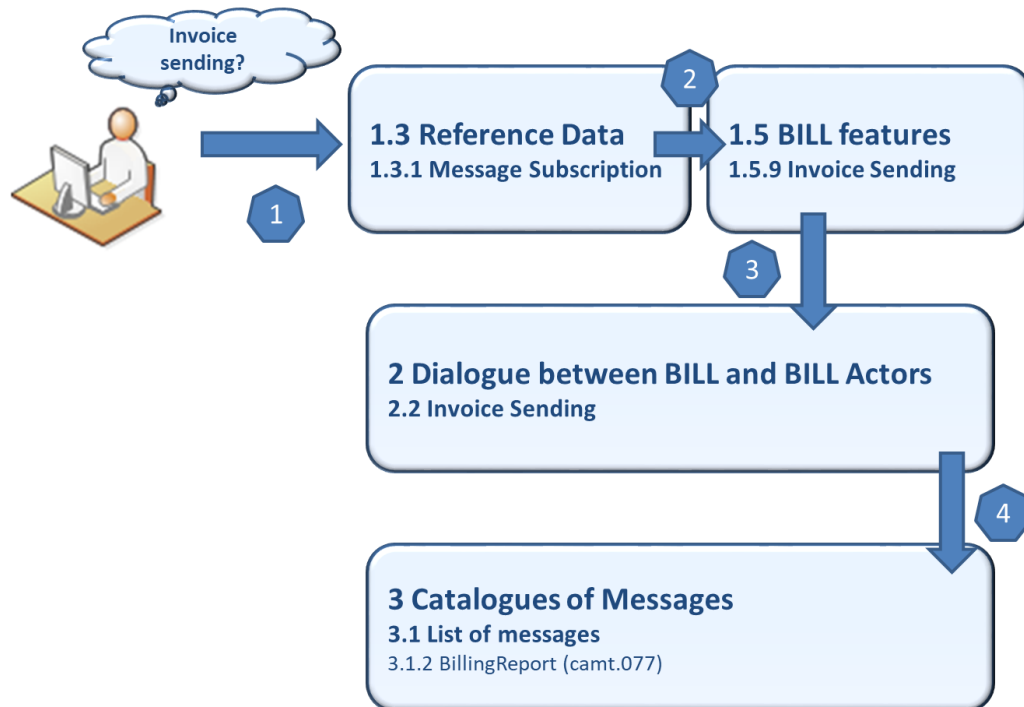 Invoice
sending?
1
1.3 Reference Data
1.3.1 Message Subscription
2
1.5 BILL features
1.5.9 Invoice Sending
3
2 Dialogue between BILL and BILL Actors
2.2 Invoice Sending
4
3 Catalogues of Messages
3.1 List of messages
3.1.2 BillingReport (camt.077)